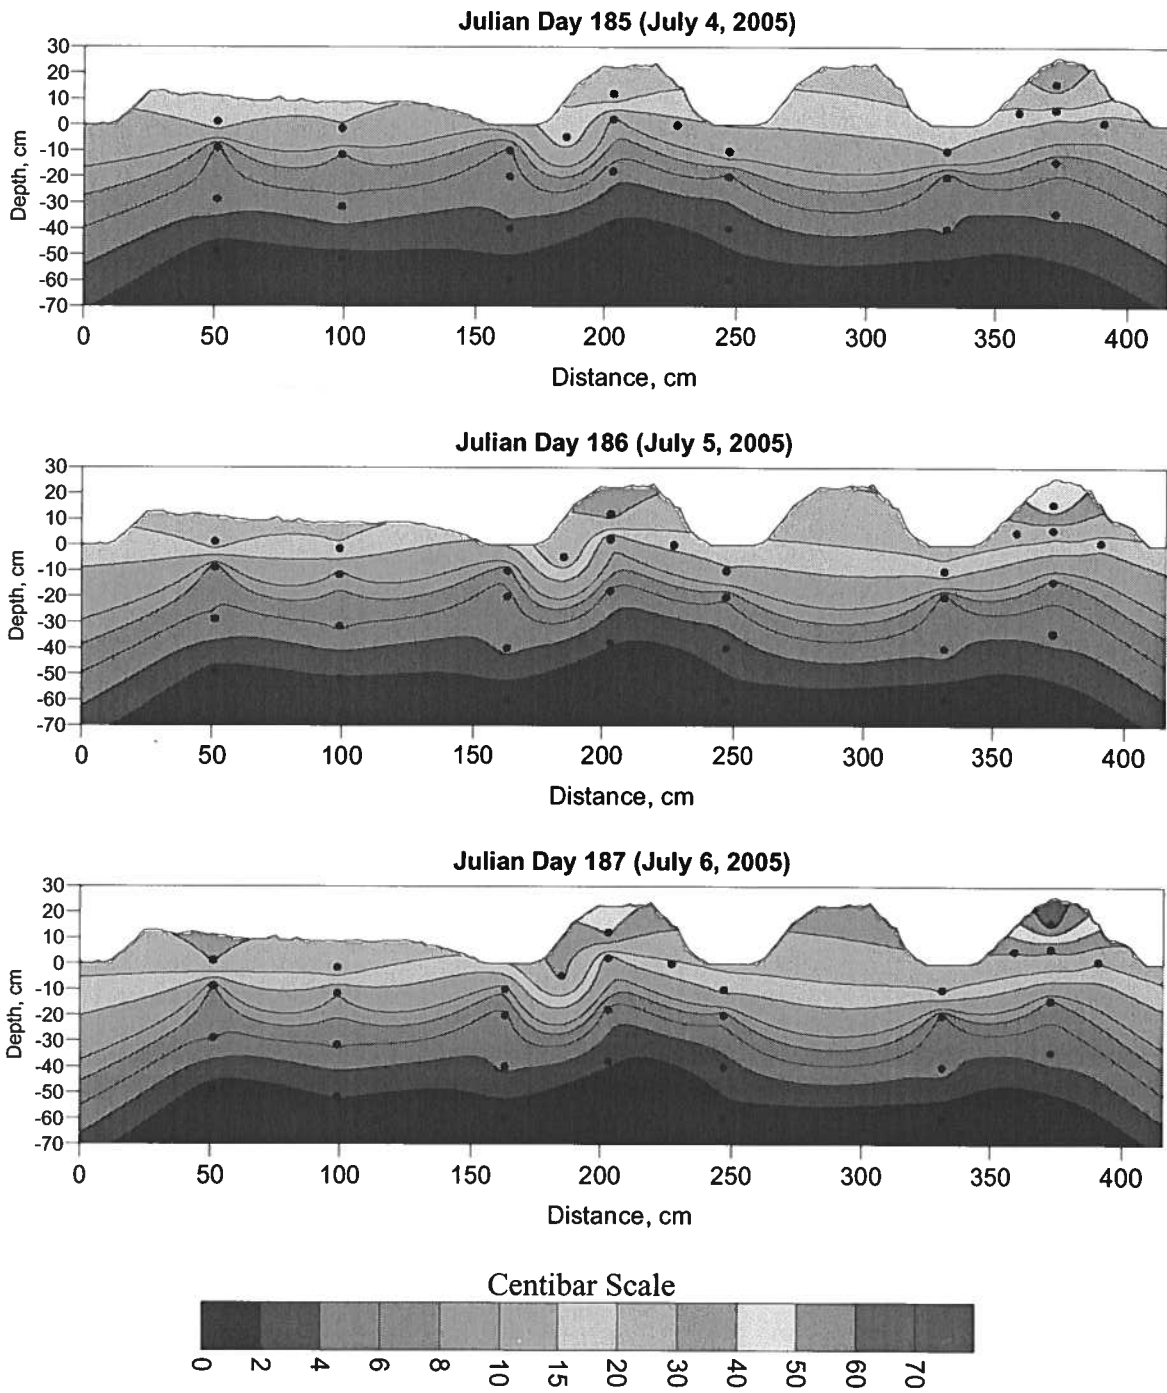 Julian Day 185 (July 4, 2005)
30
20
10
0
-10
-20
-30
-40
-50
-60
-70
Depth, cm
0 50 100 150 200 250 300 350 400
Distance, cm
Julian Day 186 (July 5, 2005)
30
20
10
0
-10
-20
-30
-40
-50
-60
-70
Depth, cm
0 50 100 150 200 250 300 350 400
Distance, cm
Julian Day 187 (July 6, 2005)
30
20
10
0
-10
-20
-30
-40
-50
-60
-70
Depth, cm
0 50 100 150 200 250 300 350 400
Distance, cm
Centibar Scale
0 2 4 6 8 10 15 20 30 40 50 60 70